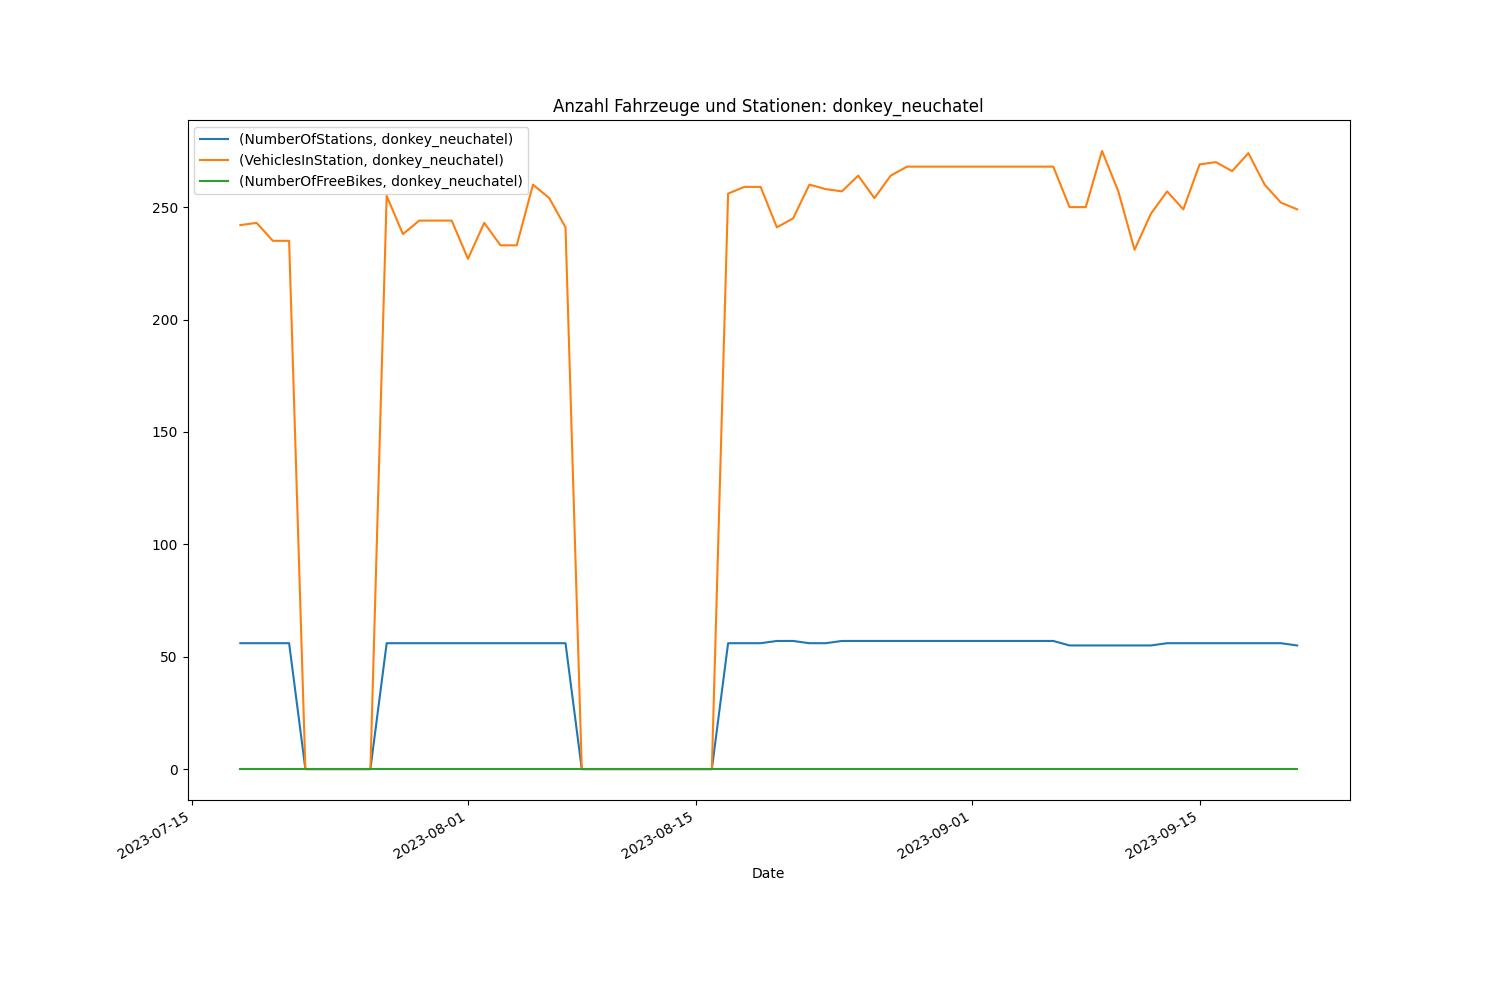 Anzahl Fahrzeuge und Stationen: donkey_neuchatel
(NumberOfStations, donkey_neuchatel)
(VehiclesInStation, donkey_neuchatel)
(NumberOfFreeBikes, donkey_neuchatel)
250
200
150
100
50
0
2023-07-15
2023-08-01
2023-08-15
2023-09-01
2023-09-15
Date